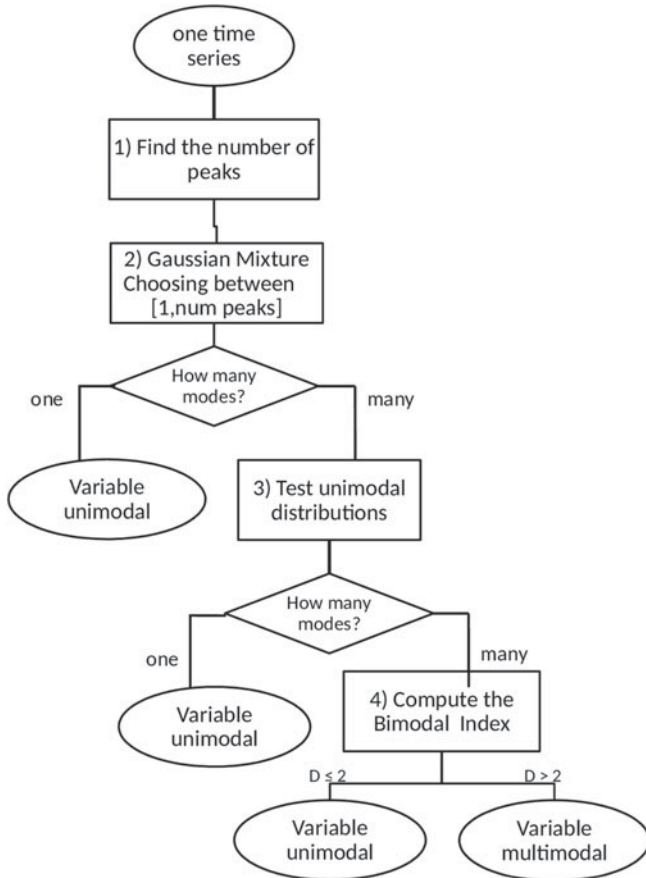 one time
series
1) Find the number of
peaks
2) Gaussian Mixture
Choosing between
[1,num peaks]
How many
modes?
one
many
Variable
unimodal
3) Test unimodal
distributions
How many
modes?
one
many
Variable
unimodal
4) Compute the
Bimodal Index
D ≤ 2
D > 2
Variable
unimodal
Variable
multimodal